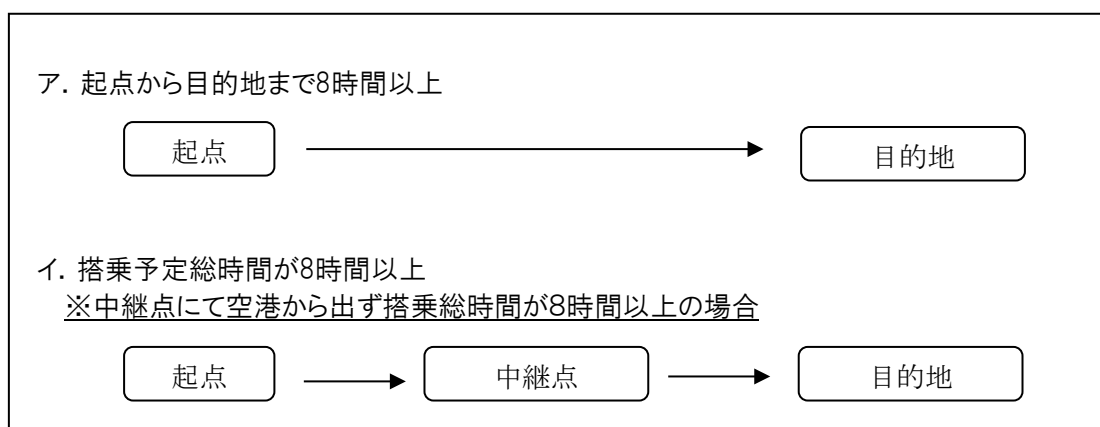 ア．起点から目的地まで8時間以上
起点
目的地
イ．搭乗予定総時間が8時間以上
※中継点にて空港から出ず搭乗総時間が８時間以上の場合
起点
中継点
目的地